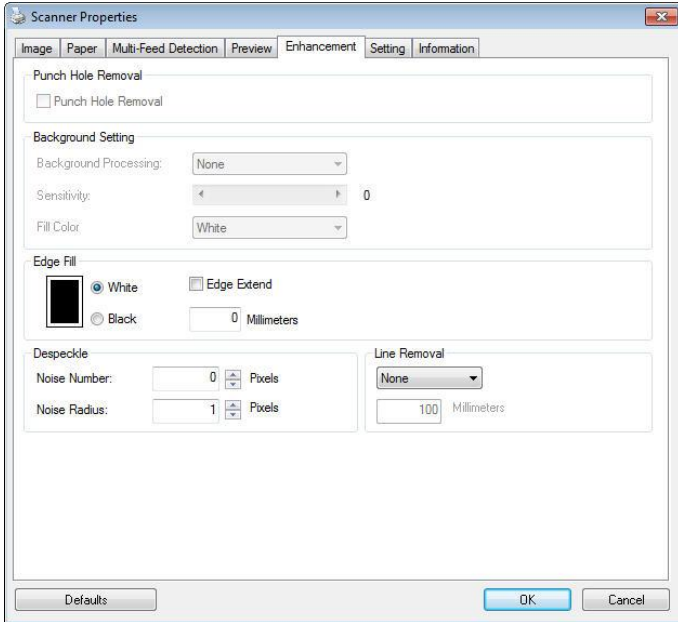 Scanner Properties
Image Paper Multi-Feed Detection Preview Enhancement Setting Information
Punch Hole Removal
Punch Hole Removal
Background Setting
Background Processing: None
Sensitivity: 0
Fill Color White
Edge Fill
White Edge Extend
Black 0 Millimeters
Despeckle Line Removal
Noise Number: 0 Pixels None
Noise Radius: 1 Pixels 100 Millimeters
Defaults OK Cancel